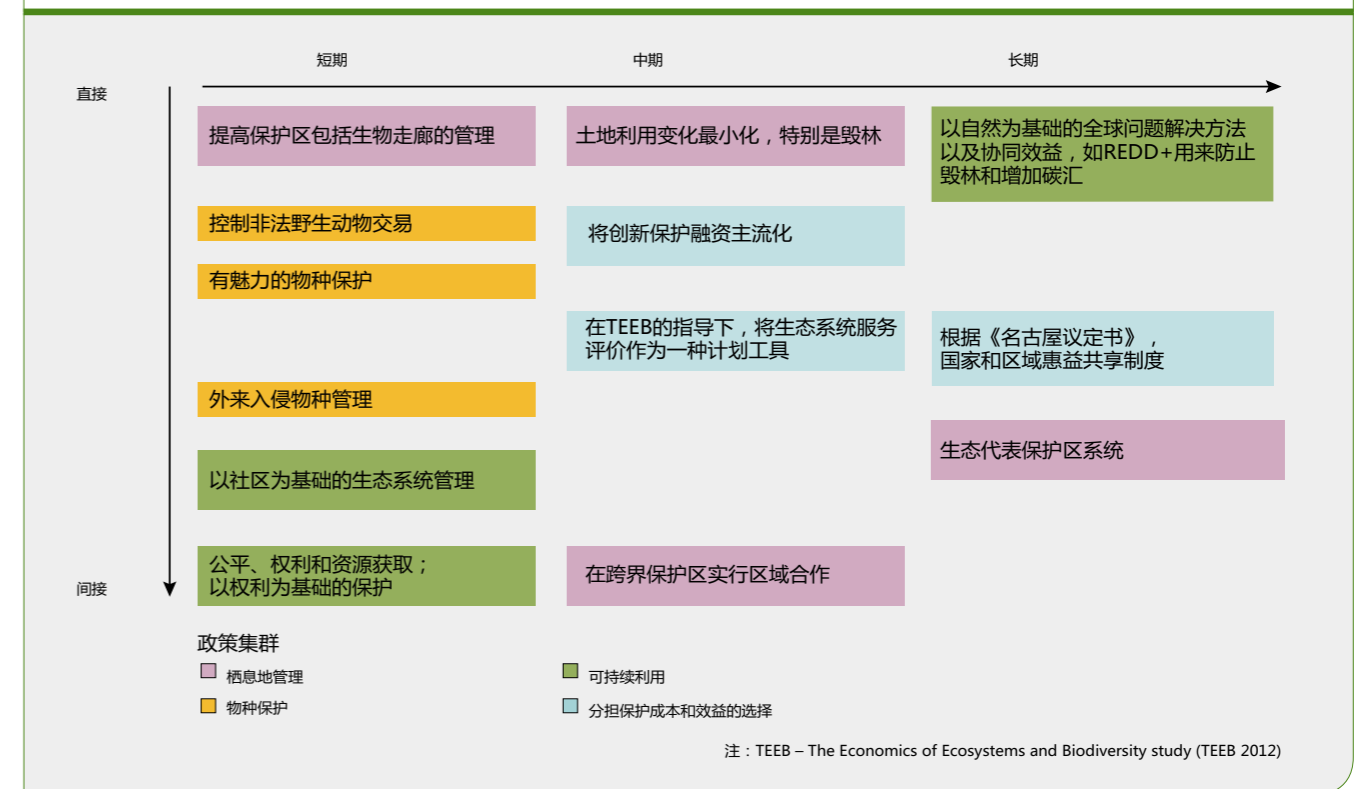 短期
中期
长期
直接
提高保护区包括生物走廊的管理
土地利用变化最小化，特别是毁林
以自然为基础的全球问题解决方法
以及协同效益，如REDD+用来防止
毁林和增加碳汇
控制非法野生动物交易
将创新保护融资主流化
有魅力的物种保护
在TEEB的指导下，将生态系统服务
评价作为一种计划工具
根据《名古屋议定书》，
国家和区域惠益共享制度
外来入侵物种管理
生态代表保护区系统
以社区为基础的生态系统管理
公平、权利和资源获取；
以权利为基础的保护
在跨界保护区实行区域合作
间接
政策集群
栖息地管理
可持续利用
物种保护
分担保护成本和效益的选择
注：TEEB – The Economics of Ecosystems and Biodiversity study (TEEB 2012)